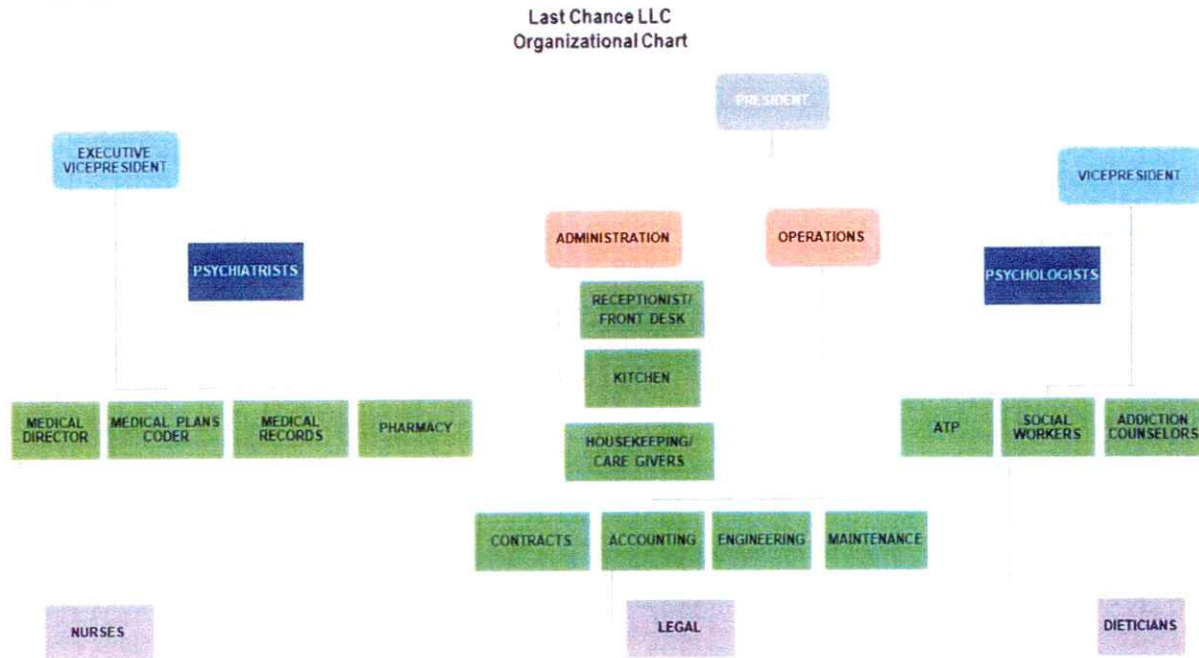 Last Chance LLC
Organizational Chart
PRESIDENT
EXECUTIVE
VICEPRESIDENT
VICEPRESIDENT
ADMINISTRATION
OPERATIONS
PSYCHIATRISTS
PSYCHOLOGISTS
RECEPTIONIST/
FRONT DESK
KITCHEN
MEDICAL
DIRECTOR
MEDICAL PLANS
CODER
MEDICAL
RECORDS
PHARMACY
HOUSEKEEPING/
CARE GIVERS
ATP
SOCIAL
WORKERS
ADDICTION
COUNSELORS
CONTRACTS
ACCOUNTING
ENGINEERING
MAINTENANCE
NURSES
LEGAL
DIETICIANS